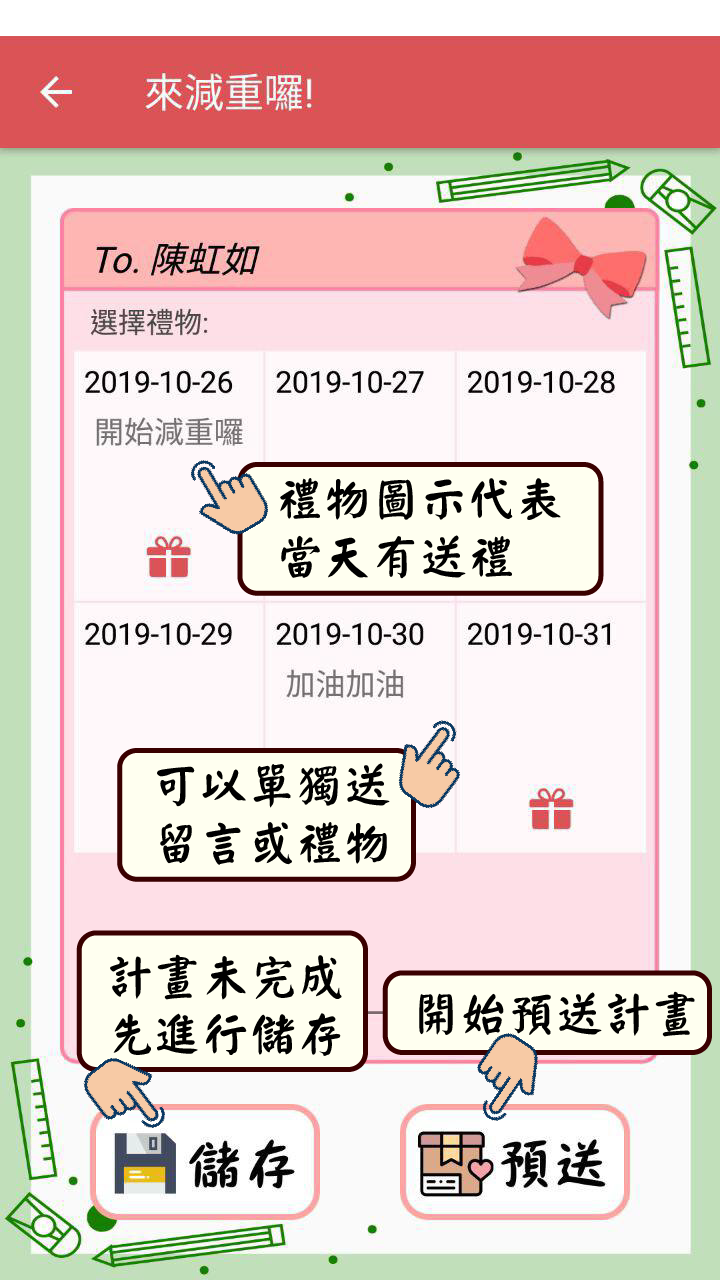 來減重囉!
To. 陳虹如
選擇禮物:
2019-10-26
2019-10-27
2019-10-28
開始減重囉
禮物圖示代表
當天有送禮
2019-10-29
2019-10-30
2019-10-31
加油加油
可以單獨送
留言或禮物
計畫未完成
先進行儲存
開始預送計畫
儲存
預送